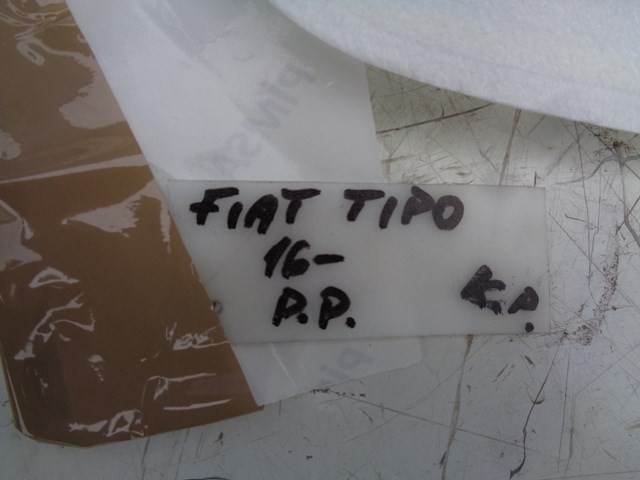 FIAT TIPO
16-
P.P.
K.P.